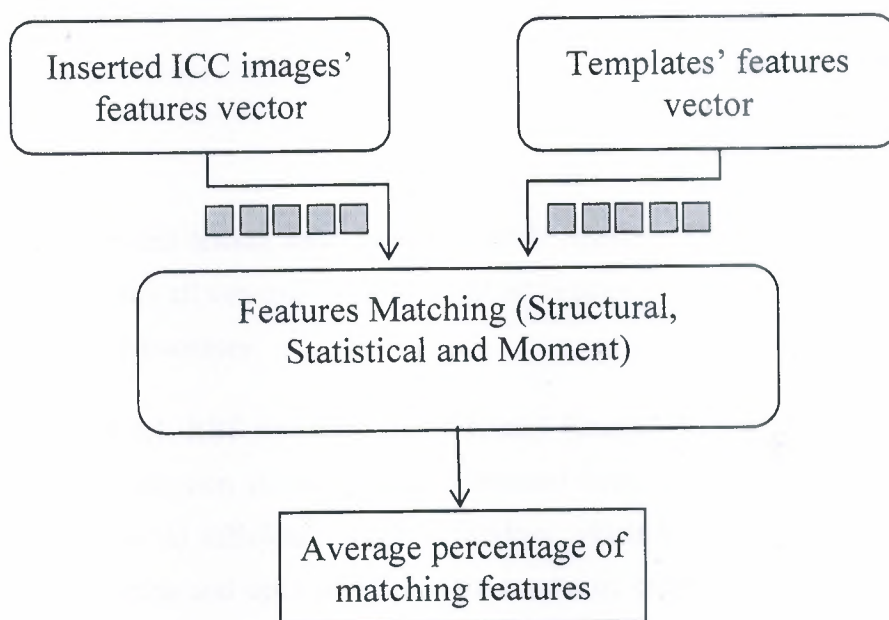 Inserted ICC images’
features vector
Templates’ features
vector
Features Matching (Structural,
Statistical and Moment)
Average percentage of
matching features